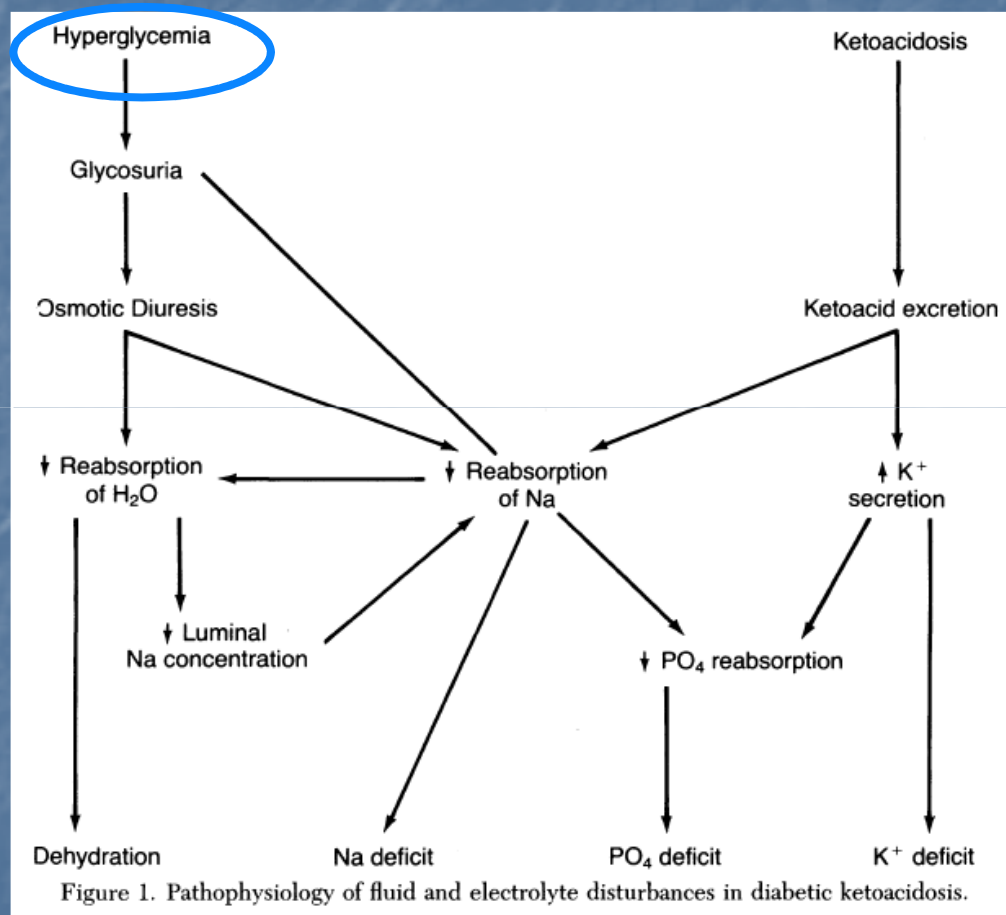 Hyperglycemia
Ketoacidosis
Glycosuria
Osmotic Diuresis
Ketoacid excretion
↓ Reabsorption
of H₂O
↓ Reabsorption
of Na
↑ K⁺
secretion
↓ Luminal
Na concentration
↓ PO₄ reabsorption
Dehydration
Na deficit
PO₄ deficit
K⁺ deficit
Figure 1. Pathophysiology of fluid and electrolyte disturbances in diabetic ketoacidosis.